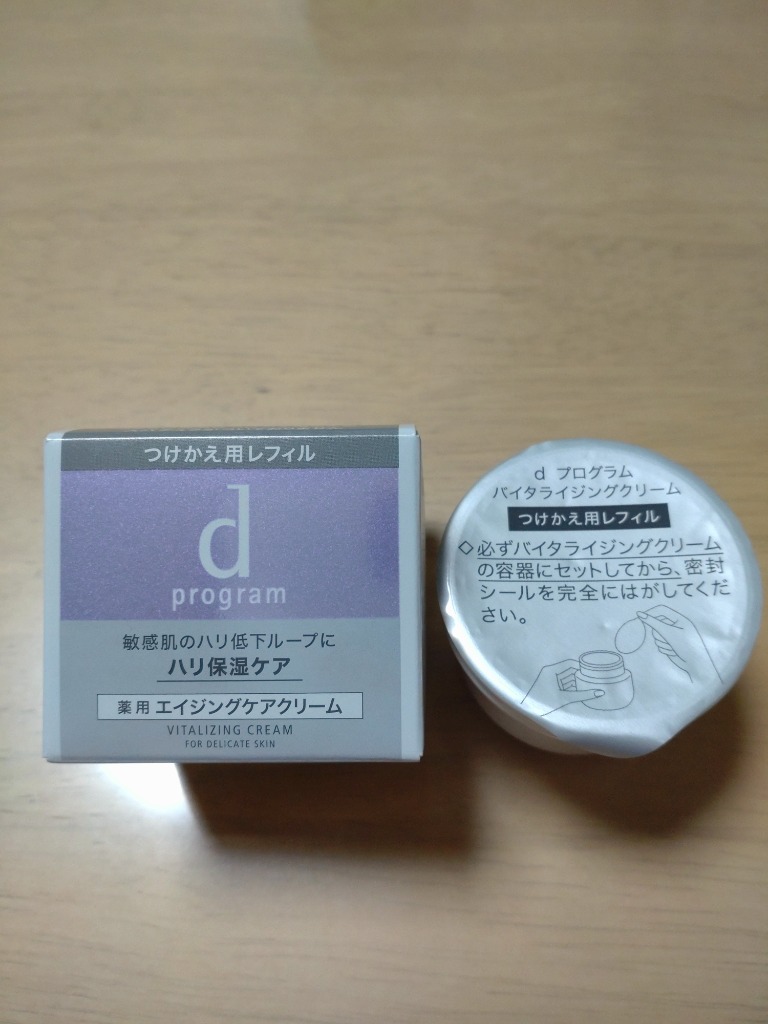 つけかえ用レフィル
d
program
敏感肌のハリ低下ループに
ハリ保湿ケア
薬用 エイジングケアクリーム
VITALIZING CREAM
FOR DELICATE SKIN
d プログラム
バイタライジングクリーム
つけかえ用レフィル
◇必ずバイタライジングクリーム
の容器にセットしてから、密封
シールを完全にはがしてくだ
さい。